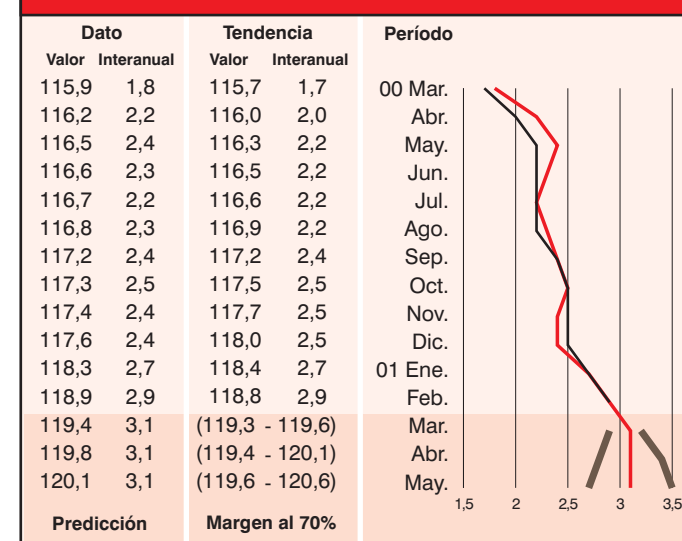 Dato Tendencia Período
Valor Interanual Valor Interanual
115,9 1,8 115,7 1,7 00 Mar.
116,2 2,2 116,0 2,0 Abr.
116,5 2,4 116,3 2,2 May.
116,6 2,3 116,5 2,2 Jun.
116,7 2,2 116,6 2,2 Jul.
116,8 2,3 116,9 2,2 Ago.
117,2 2,4 117,2 2,4 Sep.
117,3 2,5 117,5 2,5 Oct.
117,4 2,4 117,7 2,5 Nov.
117,6 2,4 118,0 2,5 Dic.
118,3 2,7 118,4 2,7 01 Ene.
118,9 2,9 118,8 2,9 Feb.
119,4 3,1 (119,3 - 119,6) Mar.
119,8 3,1 (119,4 - 120,1) Abr.
120,1 3,1 (119,6 - 120,6) May.
1,5 2 2,5 3 3,5
Predicción Margen al 70%